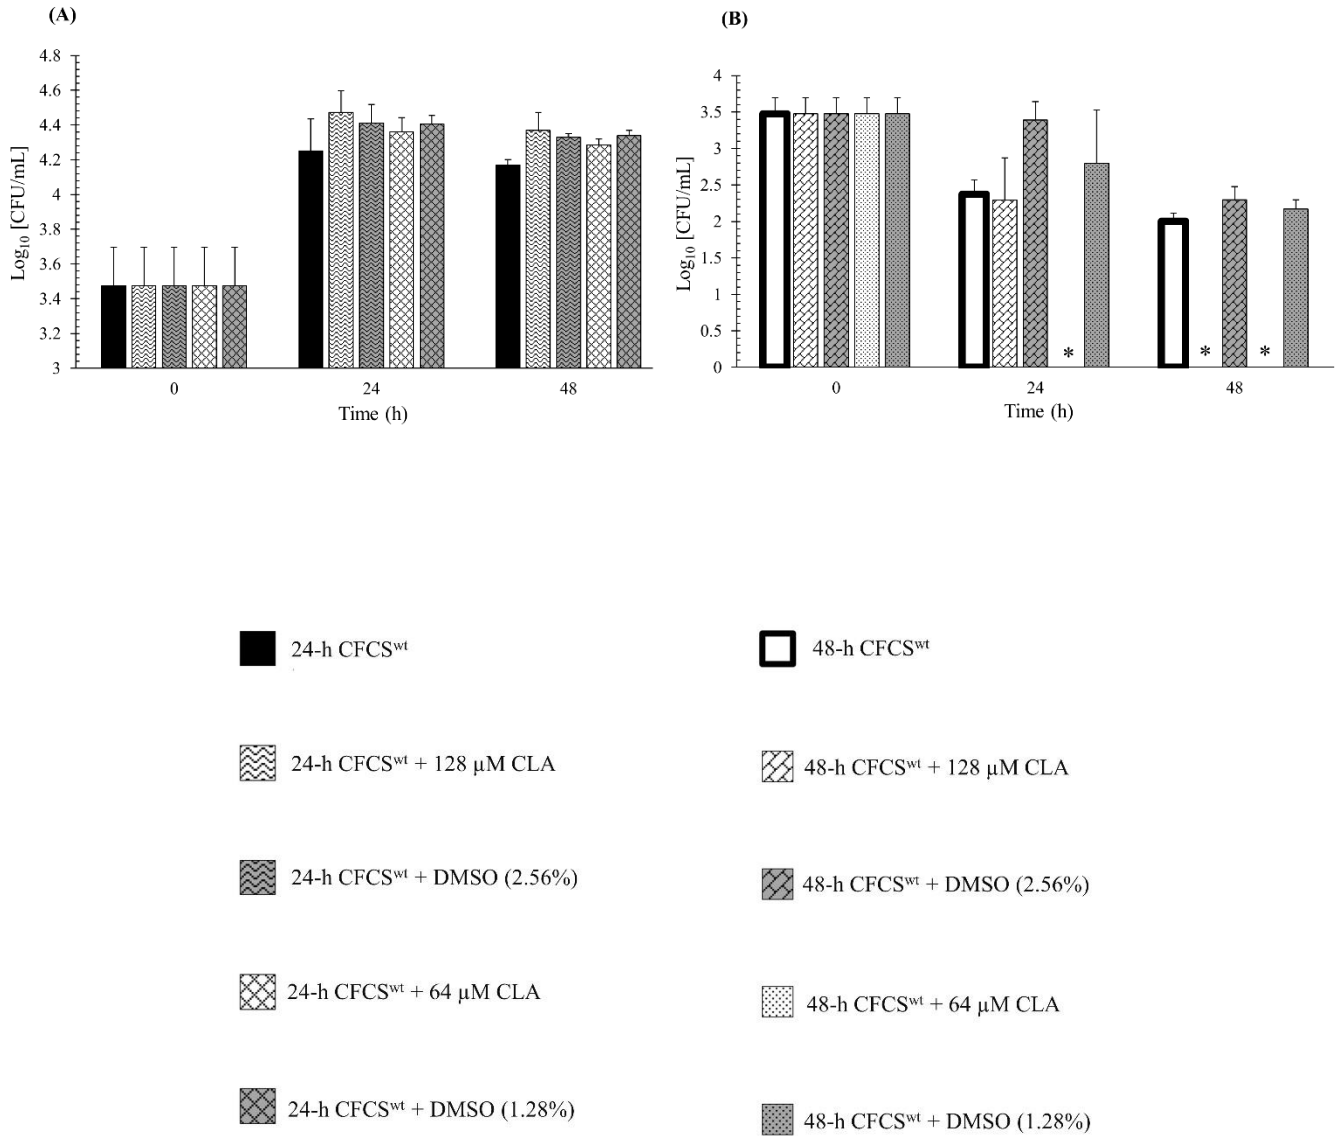 (A)
4.8
4.6
4.4
4.2
4
3.8
3.6
3.4
3.2
3
Log10 [CFU/mL]
0
24
48
Time (h)
(B)
4
3.5
3
2.5
2
1.5
1
0.5
0
Log10 [CFU/mL]
*
*
*
0
24
48
Time (h)
24-h CFCSwt
24-h CFCSwt + 128 µM CLA
24-h CFCSwt + DMSO (2.56%)
24-h CFCSwt + 64 µM CLA
24-h CFCSwt + DMSO (1.28%)
48-h CFCSwt
48-h CFCSwt + 128 µM CLA
48-h CFCSwt + DMSO (2.56%)
48-h CFCSwt + 64 µM CLA
48-h CFCSwt + DMSO (1.28%)